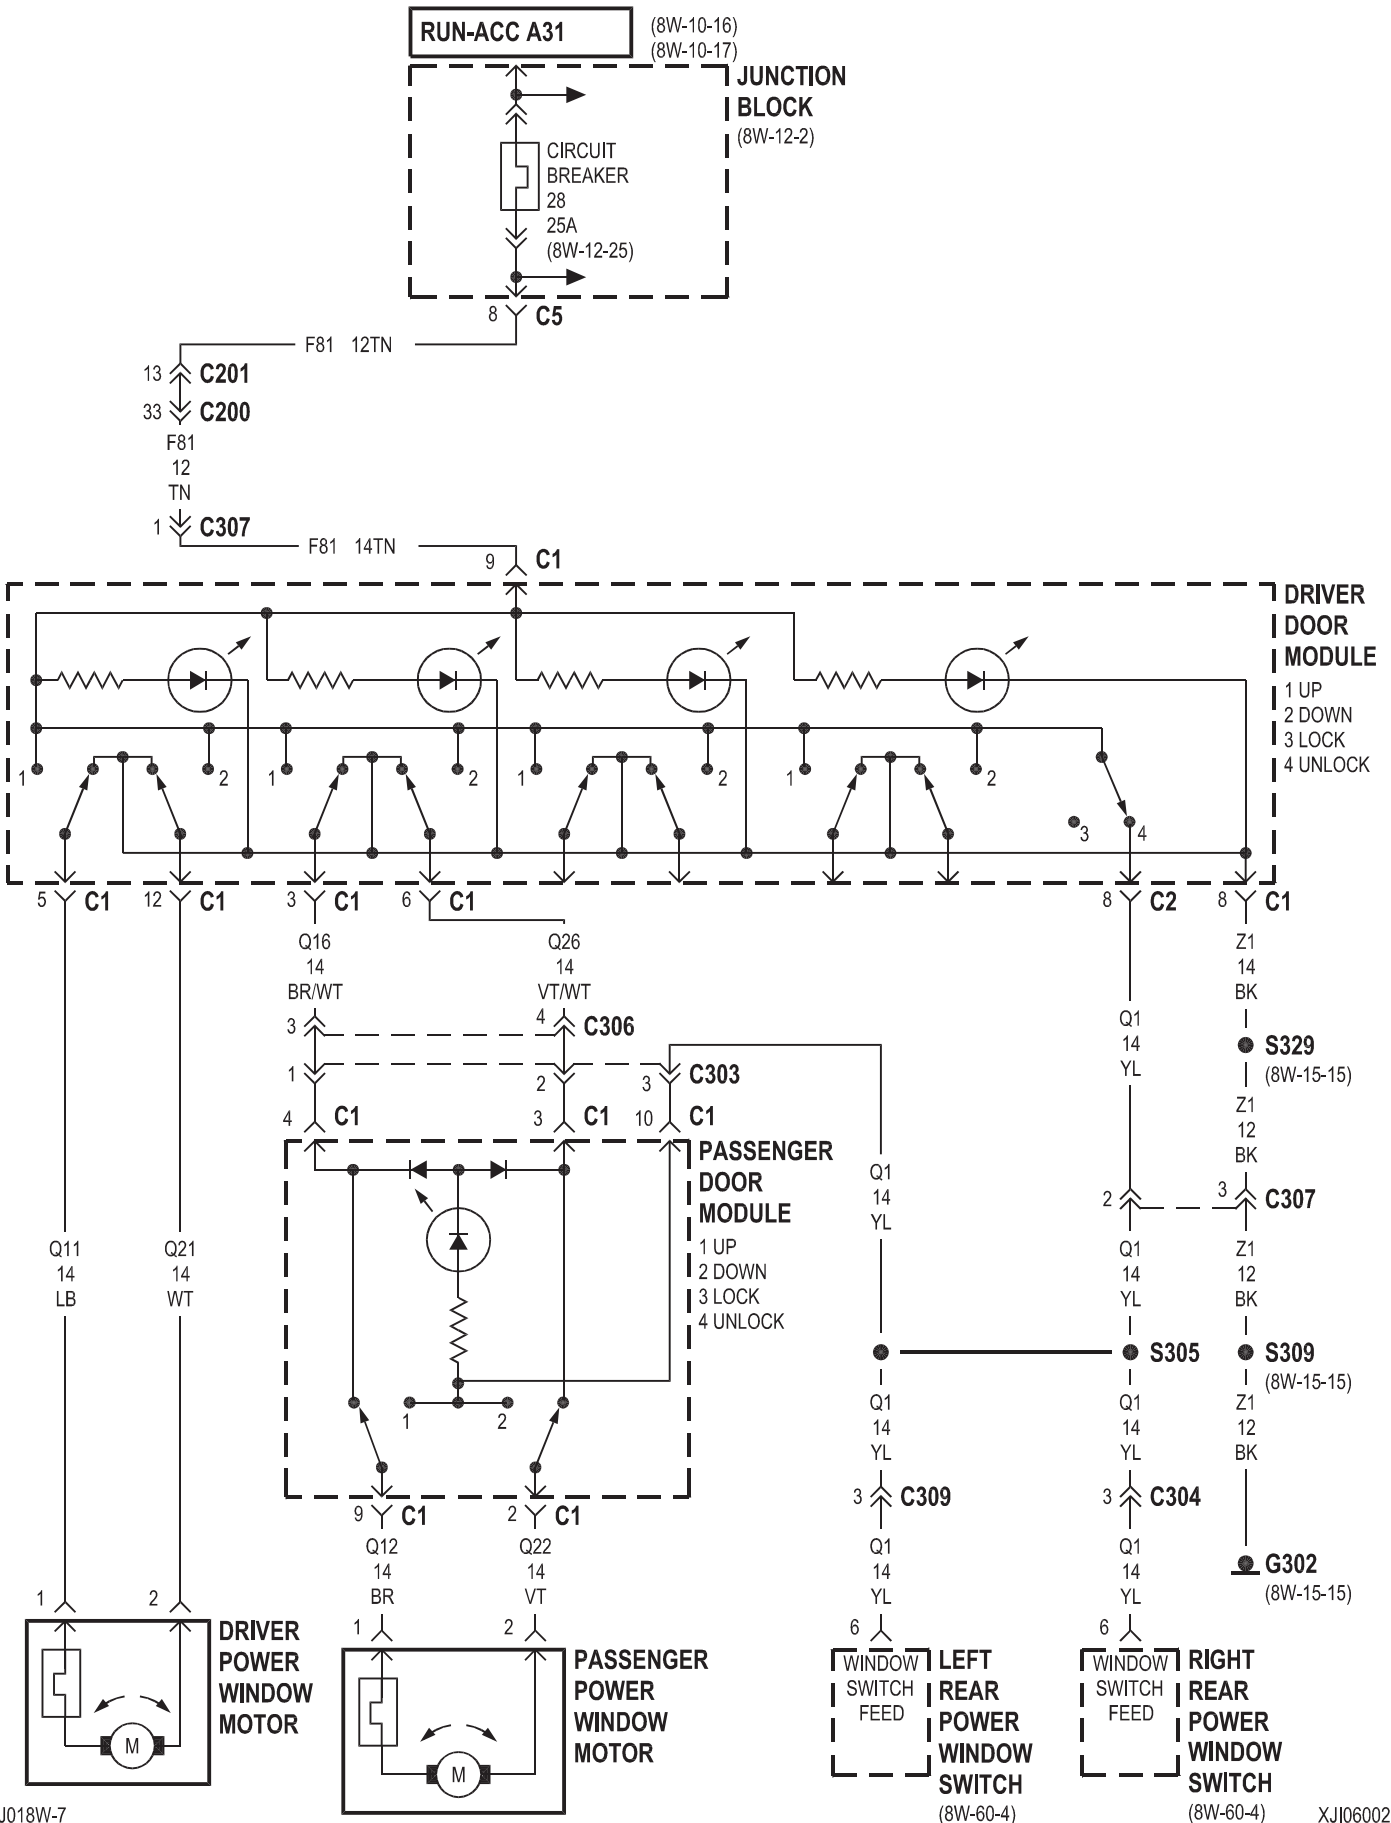 RUN-ACC A31
(8W-10-16)
(8W-10-17)
JUNCTION
BLOCK
(8W-12-2)
CIRCUIT
BREAKER
28
25A
(8W-12-25)
8 C5
F81 12TN
13 C201
33 C200
F81
12
TN
1 C307
F81 14TN
9 C1
DRIVER
DOOR
MODULE
1 UP
2 DOWN
3 LOCK
4 UNLOCK
1 2 1 2 1 2 1 2
3 4
5 C1 12 C1 3 C1 6 C1 8 C2 8 C1
Q16
14
BR/WT
Q26
14
VT/WT
Z1
14
BK
Q1
14
YL
3 4 C306
S329
(8W-15-15)
1 2 3 C303
Z1
12
BK
4 C1 3 C1 10 C1
PASSENGER
DOOR
MODULE
1 UP
2 DOWN
3 LOCK
4 UNLOCK
1 2
Q1
14
YL
2 3 C307
Q11
14
LB
Q21
14
WT
Q1
14
YL
Z1
12
BK
S305
S309
(8W-15-15)
Q1
14
YL
Q1
14
YL
Z1
12
BK
3 C309
3 C304
9 C1 2 C1
Q12
14
BR
Q22
14
VT
Q1
14
YL
Q1
14
YL
G302
(8W-15-15)
1 2
DRIVER
POWER
WINDOW
MOTOR
M
1 2
PASSENGER
POWER
WINDOW
MOTOR
M
6
WINDOW
SWITCH
FEED
LEFT
REAR
POWER
WINDOW
SWITCH
(8W-60-4)
6
WINDOW
SWITCH
FEED
RIGHT
REAR
POWER
WINDOW
SWITCH
(8W-60-4)
J018W-7
XJI06002